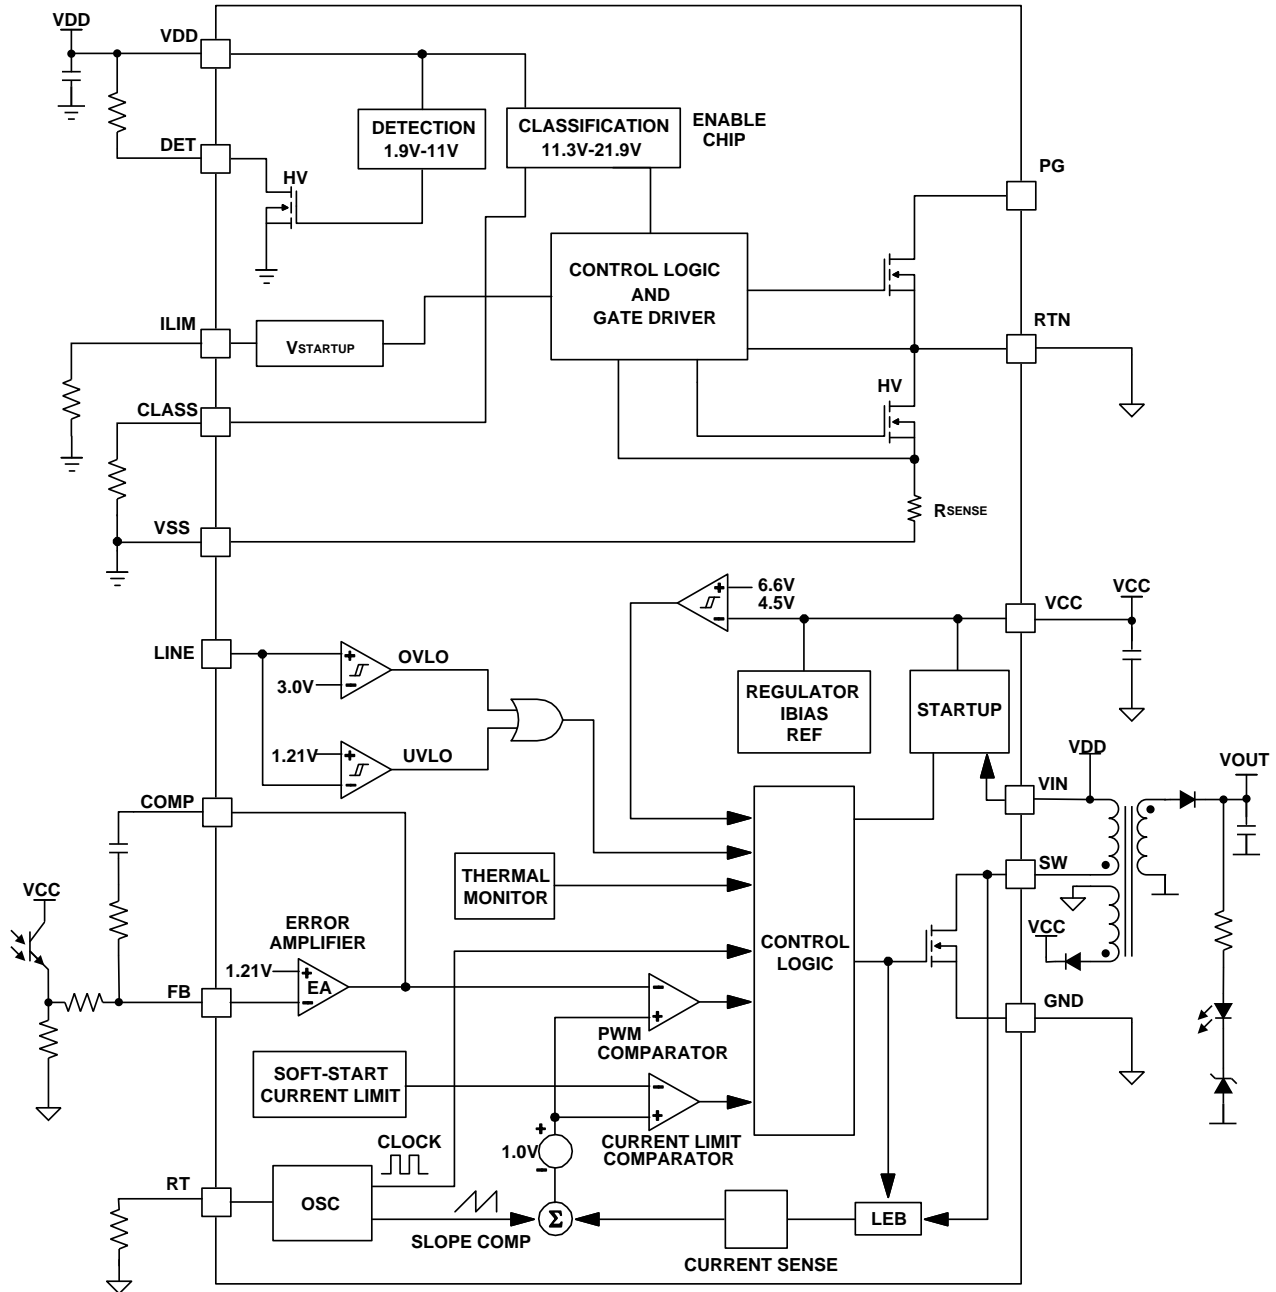 VDD
VDD
DETECTION
1.9V-11V
CLASSIFICATION
11.3V-21.9V
ENABLE
CHIP
DET
HV
PG
CONTROL LOGIC
AND
GATE DRIVER
ILIM
VSTARTUP
RTN
HV
CLASS
RSENSE
VSS
6.6V
4.5V
VCC
VCC
LINE
+
-
3.0V
OVLO
REGULATOR
IBIAS
REF
STARTUP
1.21V
+
-
UVLO
VDD
VOUT
VIN
COMP
THERMAL
MONITOR
SW
VCC
VCC
ERROR
AMPLIFIER
CONTROL
LOGIC
1.21V
+
EA
-
FB
GND
-
+
PWM
COMPARATOR
SOFT-START
CURRENT LIMIT
-
+
CURRENT LIMIT
COMPARATOR
+
1.0V
-
CLOCK
RT
OSC
Σ
SLOPE COMP
LEB
CURRENT SENSE